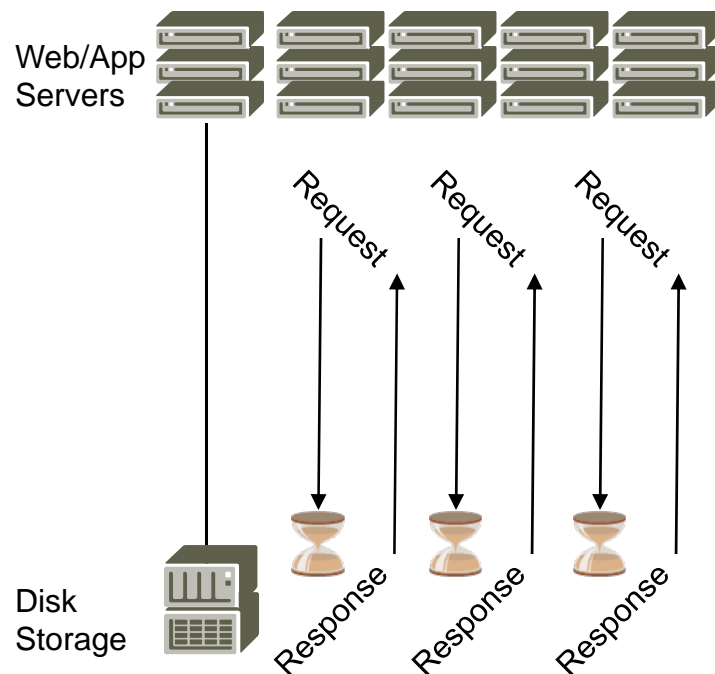 Web/App
Servers
Request
Request
Request
Response
Response
Response
Disk
Storage